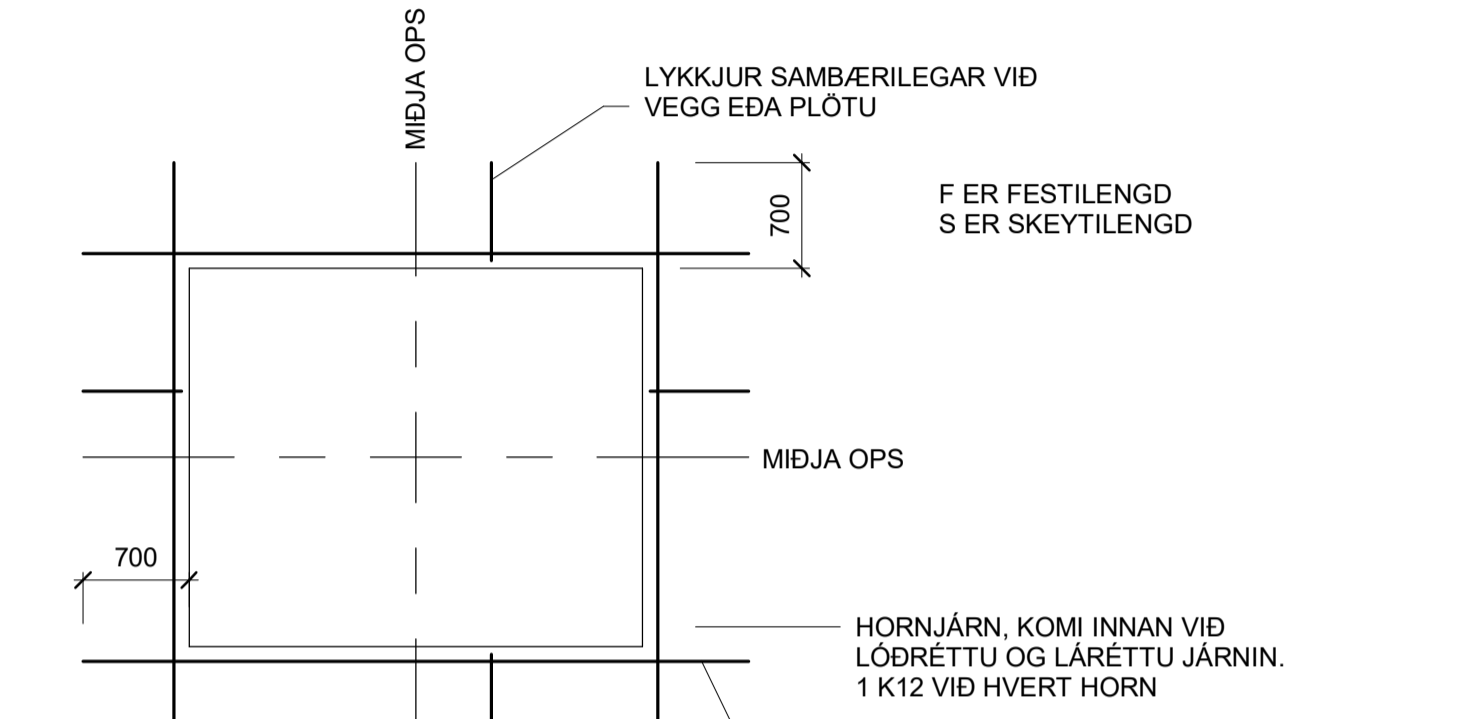 MIÐJA OPS
LYKKJUR SAMBÆRILEGAR VIÐ
VEGG EÐA PLÖTU
700
F ER FESTILENGD
S ER SKEYTILENGD
MIÐJA OPS
700
HORNJÁRN, KOMI INNAN VIÐ
LÓÐRÉTTU OG LÁRÉTTU JÁRNIN.
1 K12 VIÐ HVERT HORN